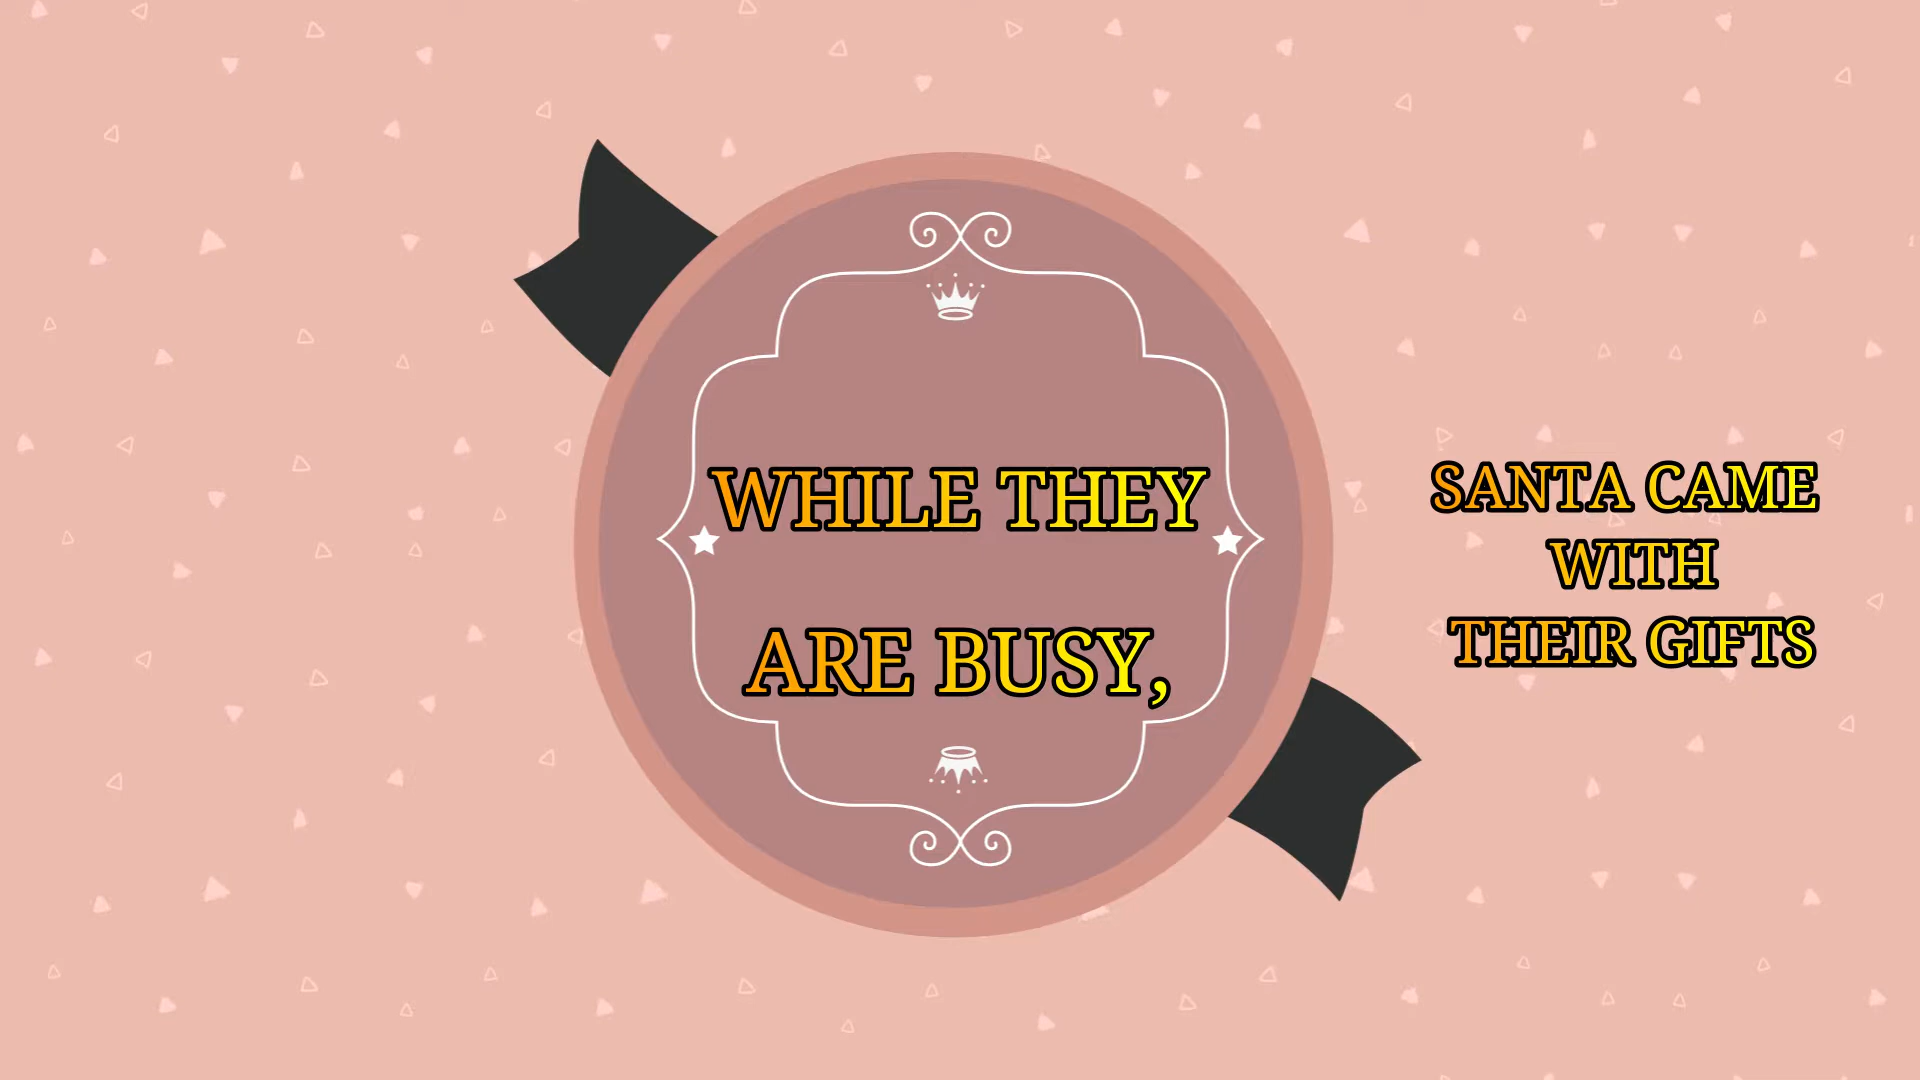 WHILE THEY
ARE BUSY,
SANTA CAME
WITH
THEIR GIFTS